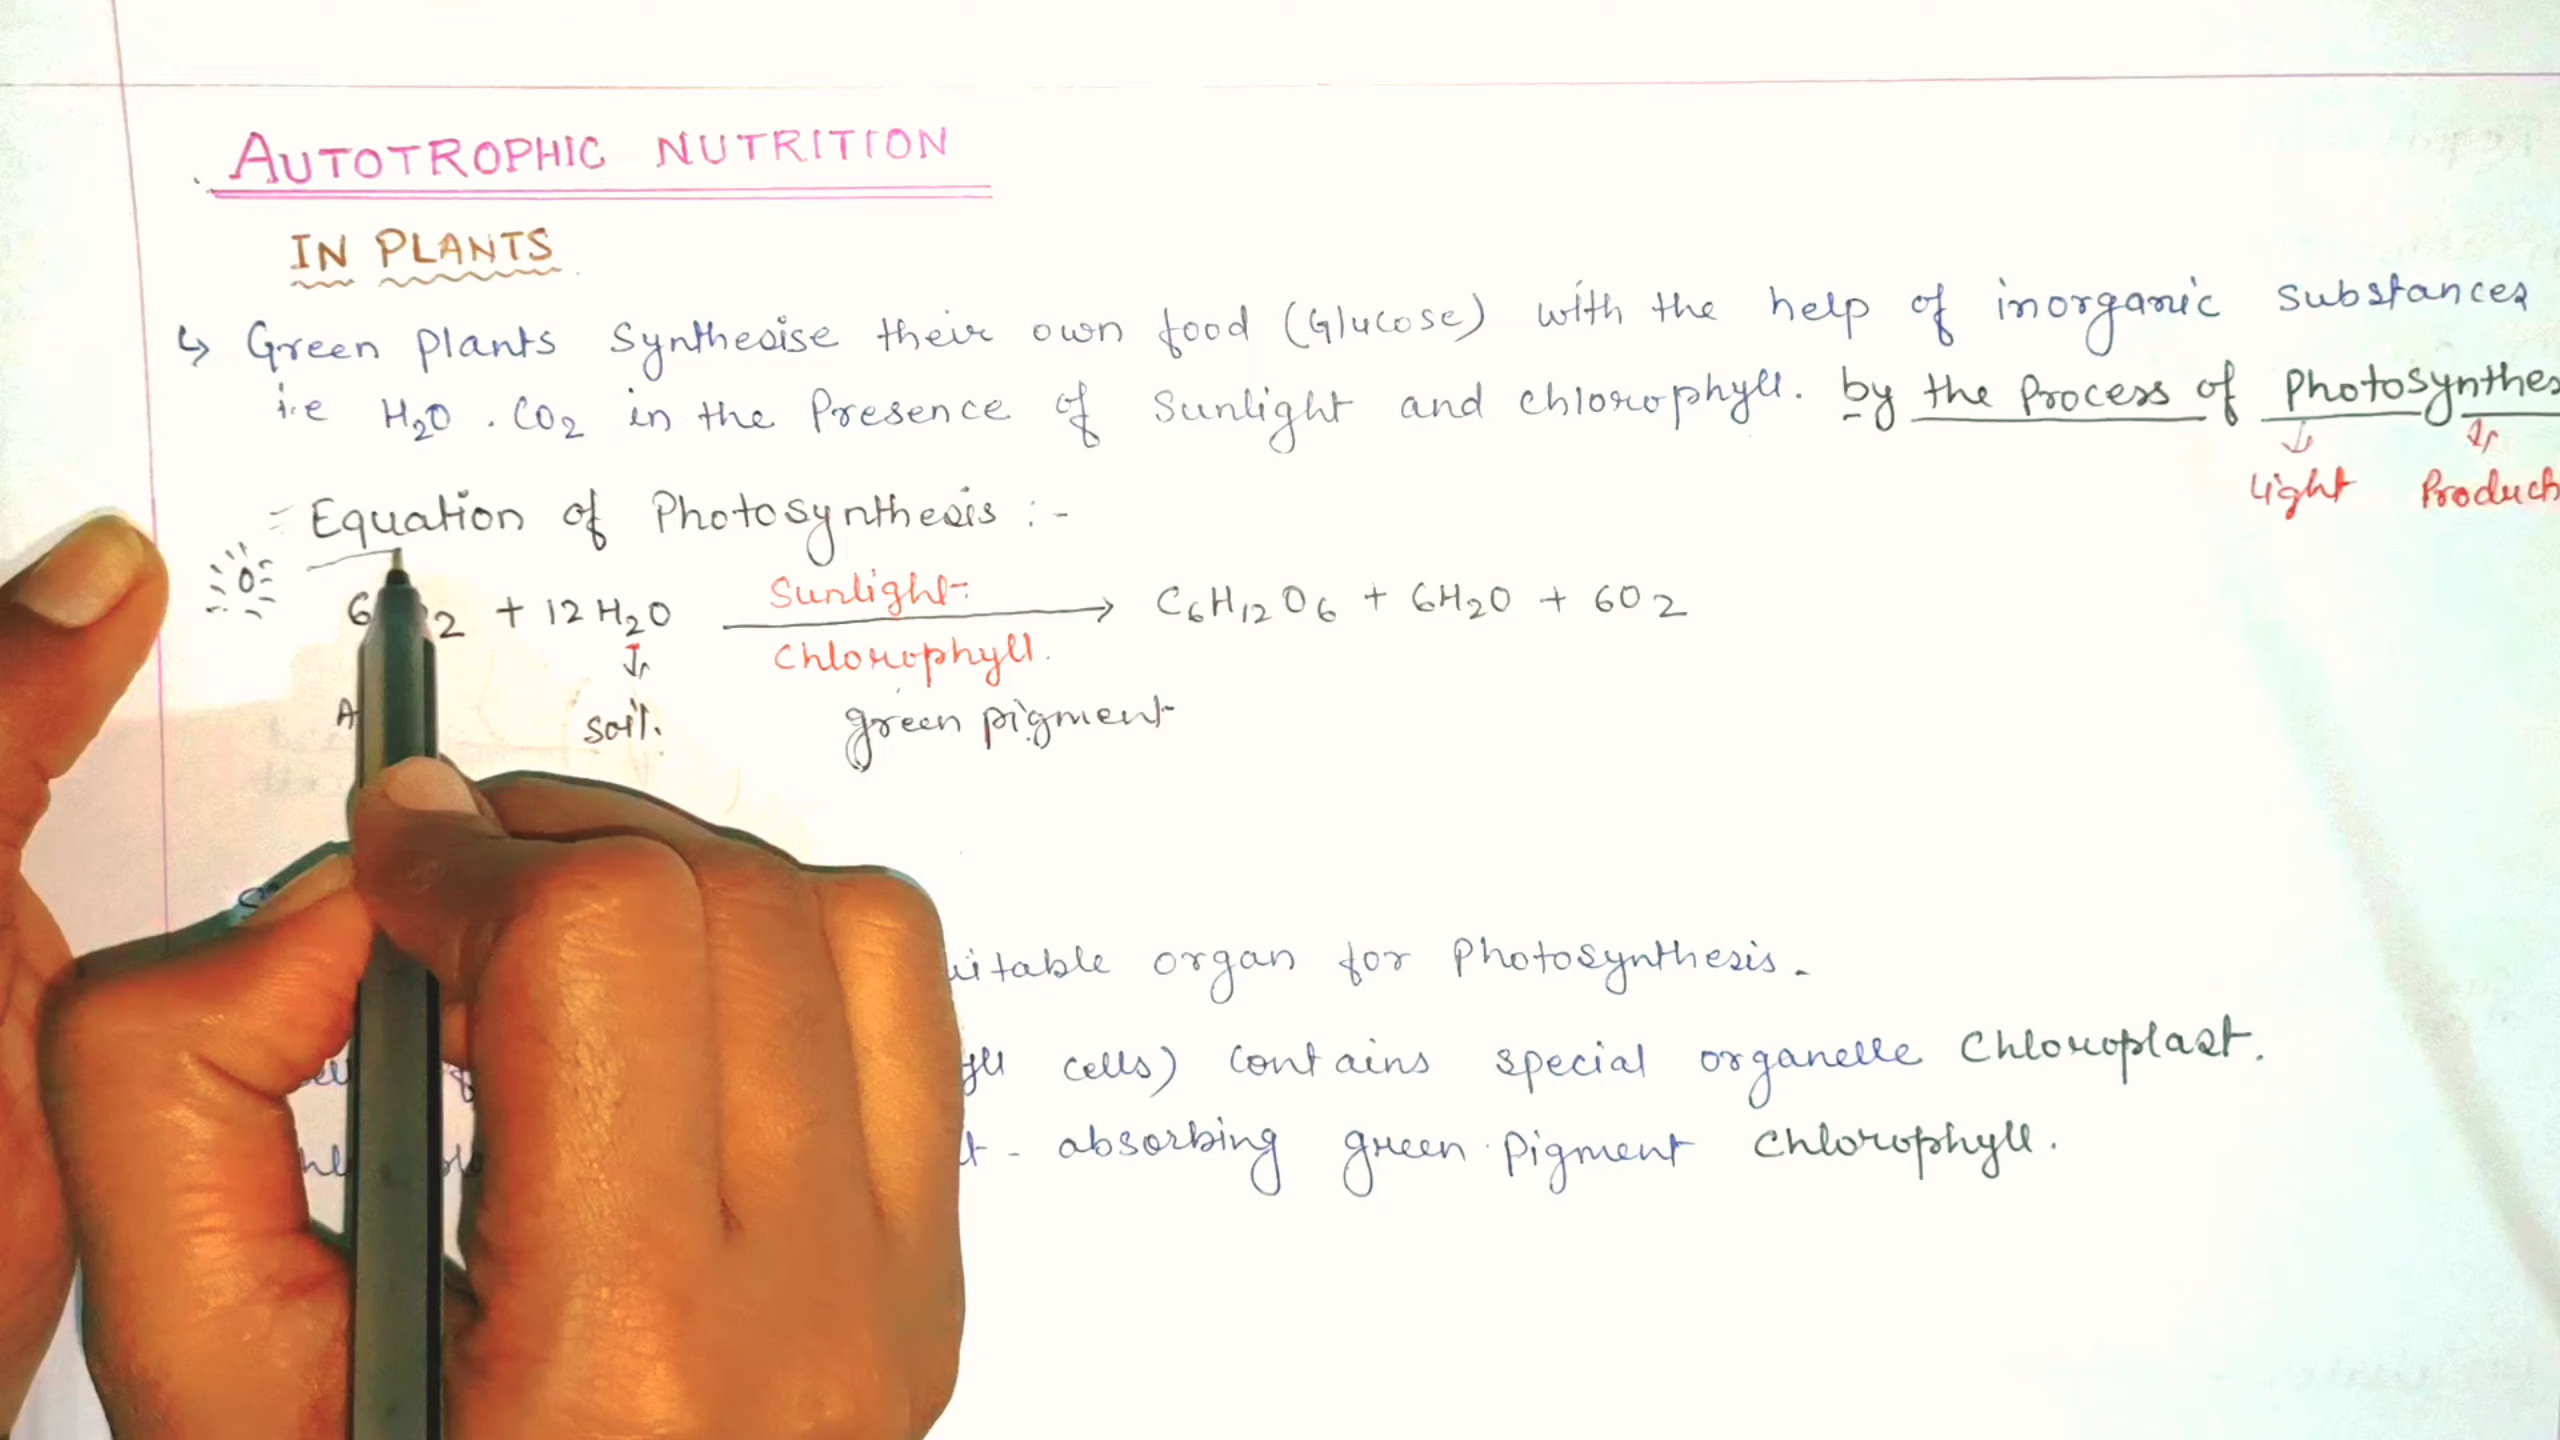 AUTOTROPHIC NUTRITION
IN PLANTS
↳ Green plants synthesise their own food (Glucose) with the help of inorganic substances
i.e H2O . CO2 in the Presence of Sunlight and chlorophyll. by the Process of Photosynthes
Light Product
Equation of Photosynthesis :-
6 2 + 12 H2O Sunlight → C6H12O6 + 6H2O + 6O2
Chlorophyll.
A soil. green pigment
organ for Photosynthesis.
cells) contains special organelle Chloroplast.
absorbing green pigment chlorophyll.